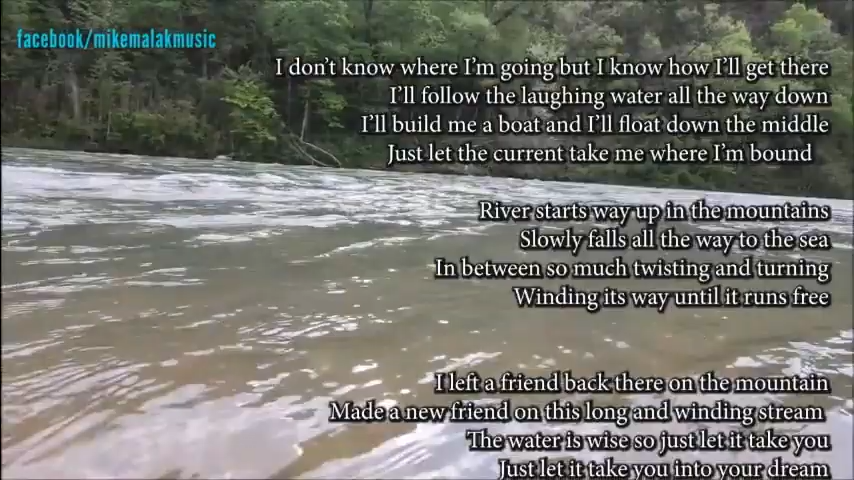 facebook/mikemalakmusic
I don't know where I'm going but I know how I'll get there
I'll follow the laughing water all the way down
I'll build me a boat and I'll float down the middle
Just let the current take me where I'm bound
River starts way up in the mountains
Slowly falls all the way to the sea
In between so much twisting and turning
Winding its way until it runs free
I left a friend back there on the mountain
Made a new friend on this long and winding stream
The water is wise so just let it take you
Just let it take you into your dream